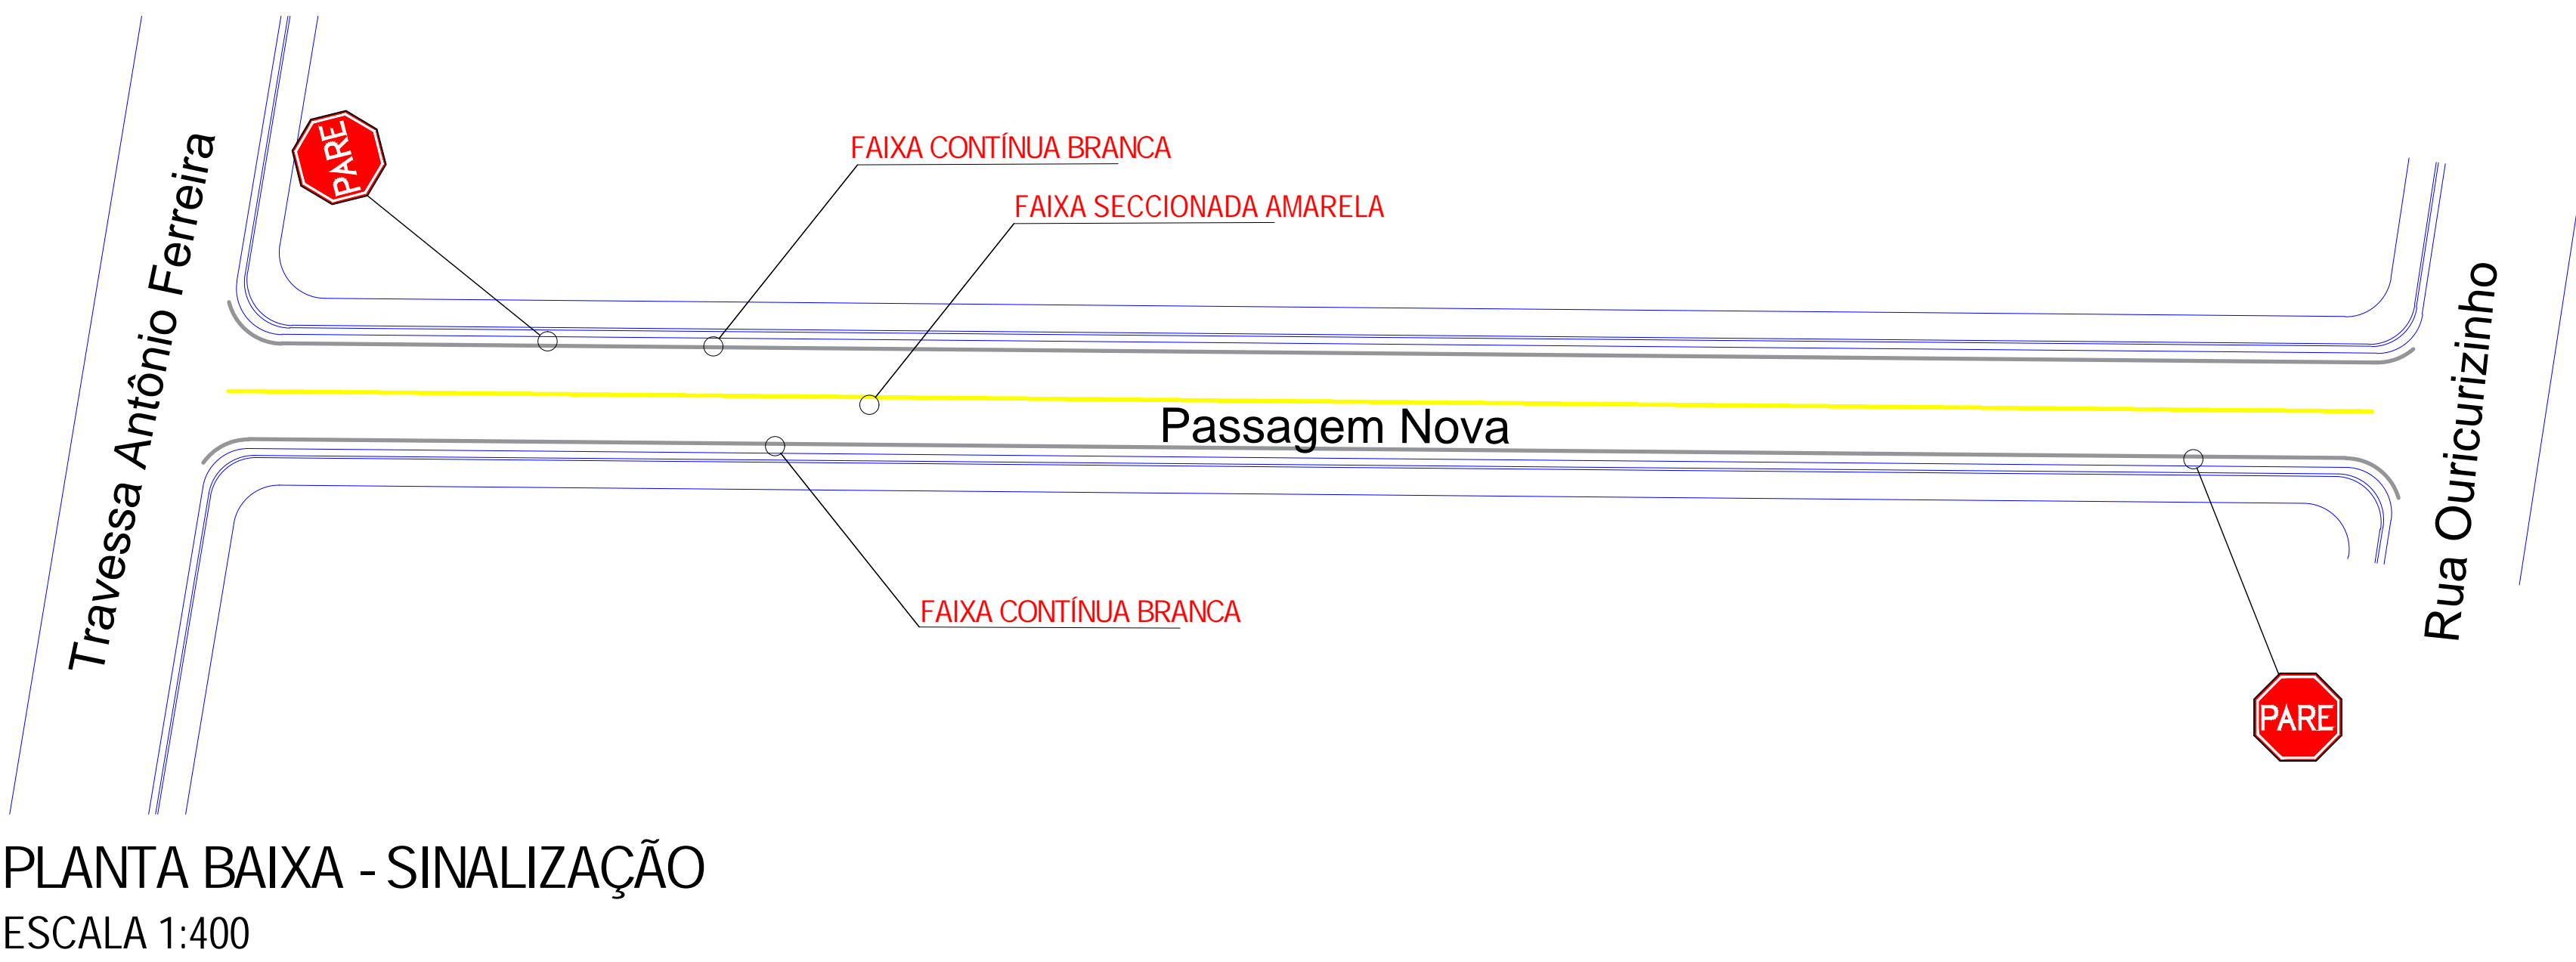 PARE
FAIXA CONTÍNUA BRANCA
FAIXA SECCIONADA AMARELA
Travessa Antônio Ferreira
Passagem Nova
Rua Ouricurizinho
FAIXA CONTÍNUA BRANCA
PARE
PLANTA BAIXA - SINALIZAÇÃO
ESCALA 1:400